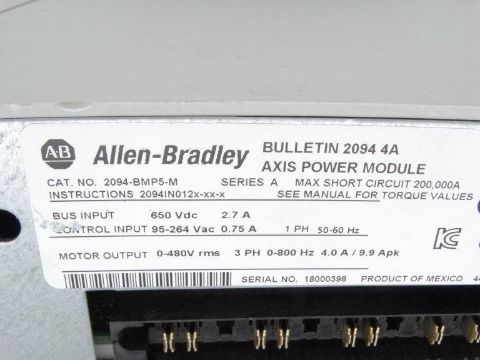 AB Allen-Bradley BULLETIN 2094 4A
AXIS POWER MODULE
CAT. NO. 2094-BMP5-M SERIES A MAX SHORT CIRCUIT 200,000A
INSTRUCTIONS 2094IN012x-xx-x SEE MANUAL FOR TORQUE VALUES
BUS INPUT 650 Vdc 2.7 A
CONTROL INPUT 95-264 Vac 0.75 A 1 PH 50-60 Hz
MOTOR OUTPUT 0-480V rms 3 PH 0-800 Hz 4.0 A / 9.9 Apk
SERIAL NO. 18000398 PRODUCT OF MEXICO